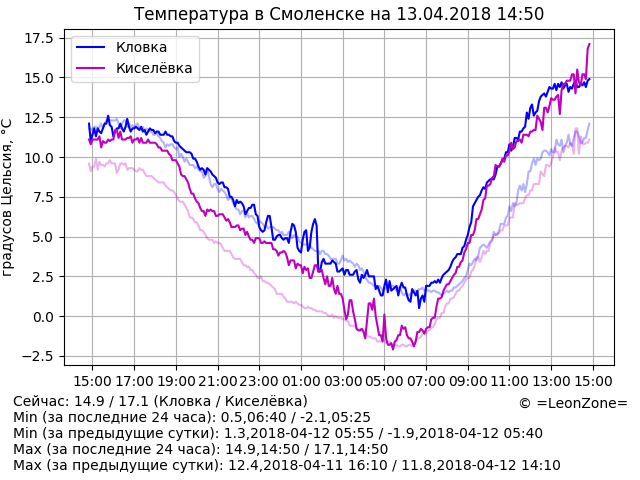 Температура в Смоленске на 13.04.2018 14:50
градусов Цельсия, °C
17.5
15.0
12.5
10.0
7.5
5.0
2.5
0.0
−2.5
Кловка
Киселёвка
15:00 17:00 19:00 21:00 23:00 01:00 03:00 05:00 07:00 09:00 11:00 13:00 15:00
© =LeonZone=
Сейчас: 14.9 / 17.1 (Кловка / Киселёвка)
Min (за последние 24 часа): 0.5,06:40 / -2.1,05:25
Min (за предыдущие сутки): 1.3,2018-04-12 05:55 / -1.9,2018-04-12 05:40
Max (за последние 24 часа): 14.9,14:50 / 17.1,14:50
Max (за предыдущие сутки): 12.4,2018-04-11 16:10 / 11.8,2018-04-12 14:10